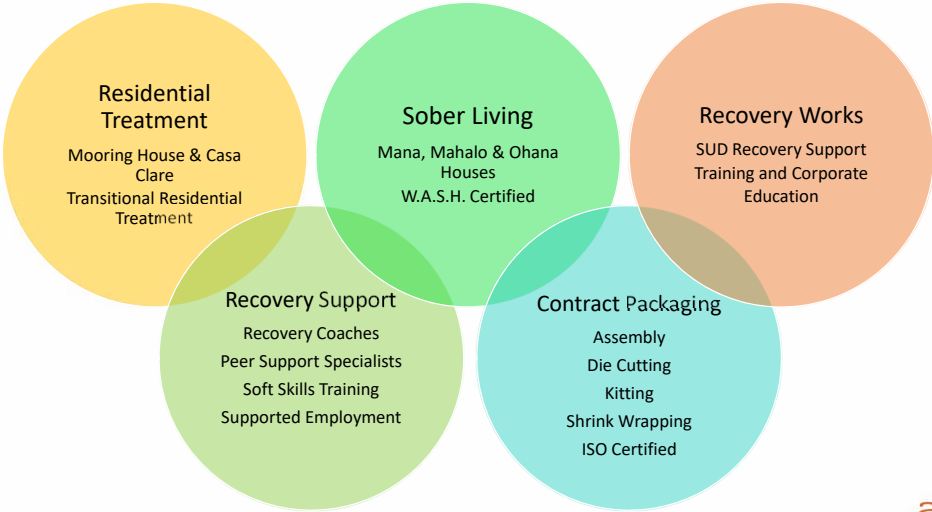 Residential
Treatment
Mooring House & Casa
Clare
Transitional Residential
Treatment
Sober Living
Mana, Mahalo & Ohana
Houses
W.A.S.H. Certified
Recovery Works
SUD Recovery Support
Training and Corporate
Education
Recovery Support
Recovery Coaches
Peer Support Specialists
Soft Skills Training
Supported Employment
Contract Packaging
Assembly
Die Cutting
Kitting
Shrink Wrapping
ISO Certified